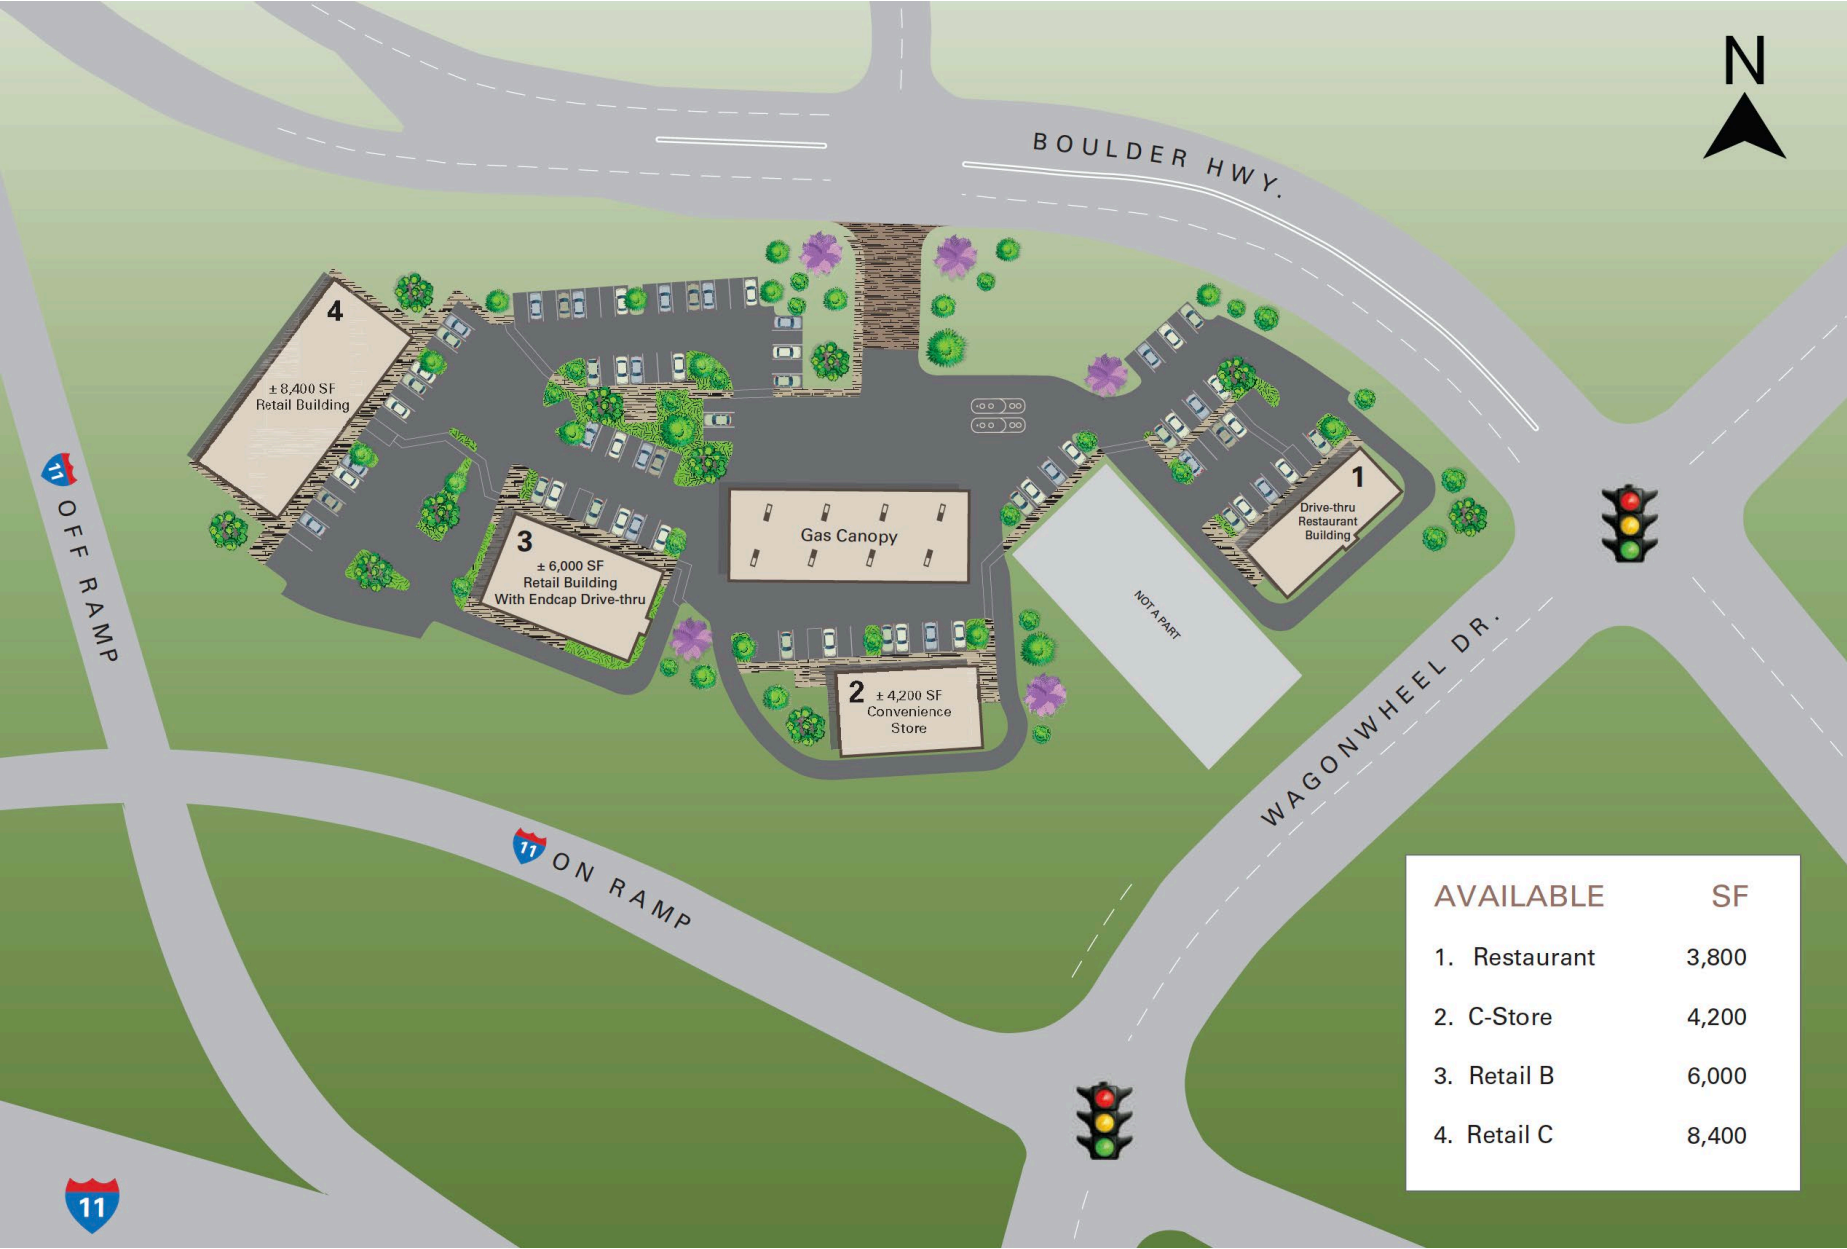 N
BOULDER HWY.
4
± 8,400 SF
Retail Building
1
Drive-thru
Restaurant
Building
11 OFF RAMP
Gas Canopy
3
± 6,000 SF
Retail Building
With Endcap Drive-thru
NOT A PART
2 ± 4,200 SF
Convenience
Store
WAGONWHEEL DR.
11 ON RAMP
AVAILABLE SF
1. Restaurant 3,800
2. C-Store 4,200
3. Retail B 6,000
4. Retail C 8,400
11